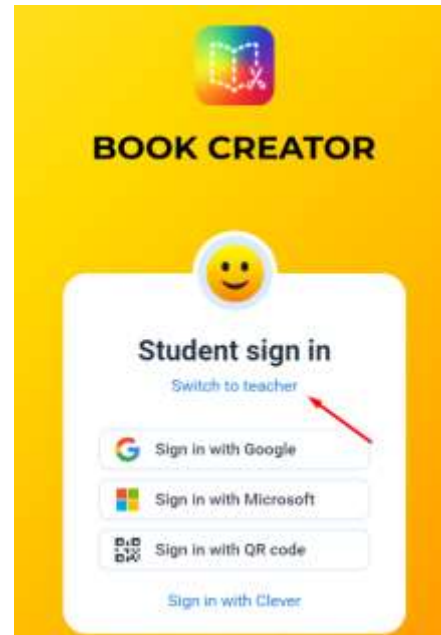 BOOK CREATOR
Student sign in
Switch to teacher
Sign in with Google
Sign in with Microsoft
Sign in with QR code
Sign in with Clever